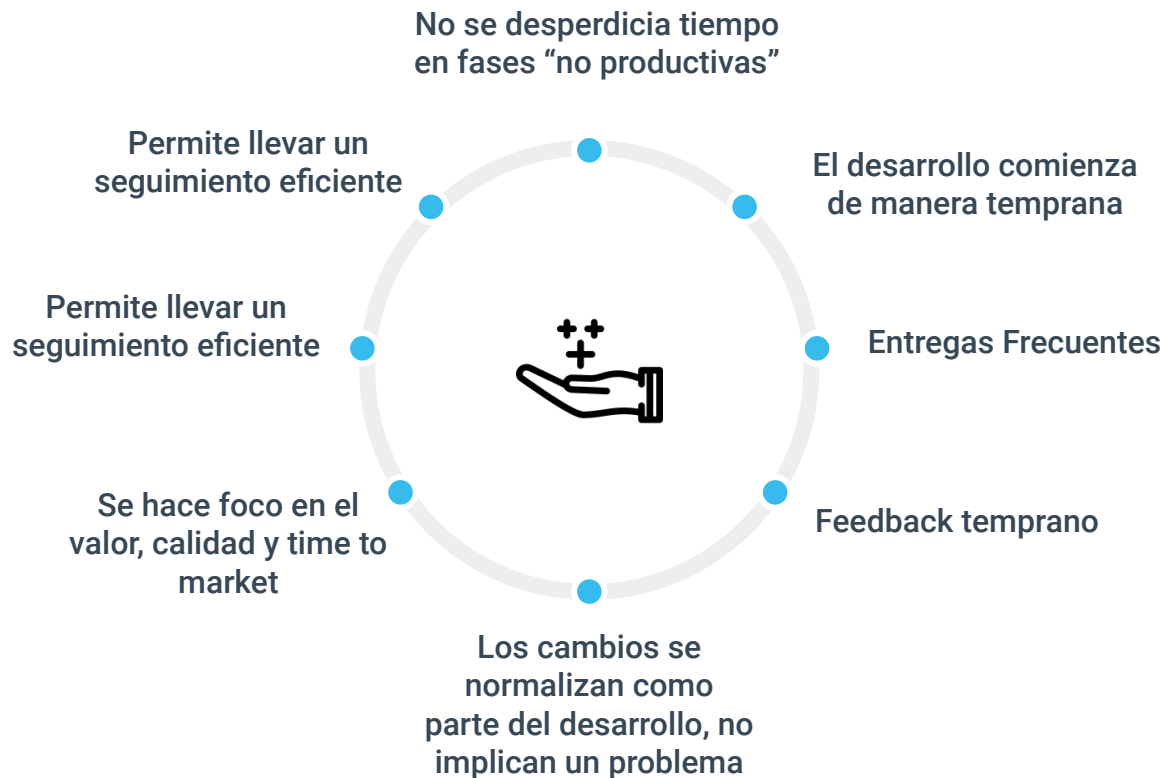 No se desperdicia tiempo
en fases “no productivas”
El desarrollo comienza
de manera temprana
Entregas Frecuentes
Feedback temprano
Los cambios se
normalizan como
parte del desarrollo, no
implican un problema
Se hace foco en el
valor, calidad y time to
market
Permite llevar un
seguimiento eficiente
Permite llevar un
seguimiento eficiente